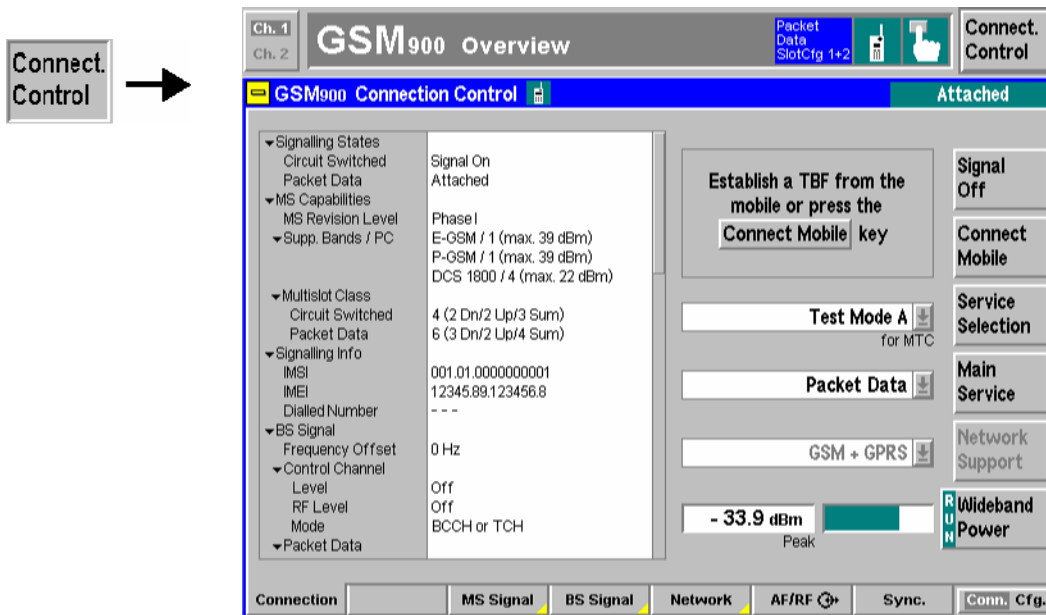 Connect.
Control
Ch. 1
Ch. 2
GSM900 Overview
Packet
Data
SlotCfg 1+2
Connect.
Control
GSM900 Connection Control
Attached
Signalling States
Circuit Switched Signal On
Packet Data Attached
MS Capabilities
MS Revision Level Phase I
Supp. Bands / PC E-GSM / 1 (max. 39 dBm)
P-GSM / 1 (max. 39 dBm)
DCS 1800 / 4 (max. 22 dBm)
Multislot Class
Circuit Switched 4 (2 Dn/2 Up/3 Sum)
Packet Data 6 (3 Dn/2 Up/4 Sum)
Signalling Info
IMSI 001.01.0000000001
IMEI 12345.89.123456.8
Dialled Number - - -
BS Signal
Frequency Offset 0 Hz
Control Channel
Level Off
RF Level Off
Mode BCCH or TCH
Packet Data
Establish a TBF from the
mobile or press the
Connect Mobile key
Test Mode A
for MTC
Packet Data
GSM + GPRS
- 33.9 dBm
Peak
Signal
Off
Connect
Mobile
Service
Selection
Main
Service
Network
Support
RUN
Wideband
Power
Connection
MS Signal
BS Signal
Network
AF/RF
Sync.
Conn. Cfg.